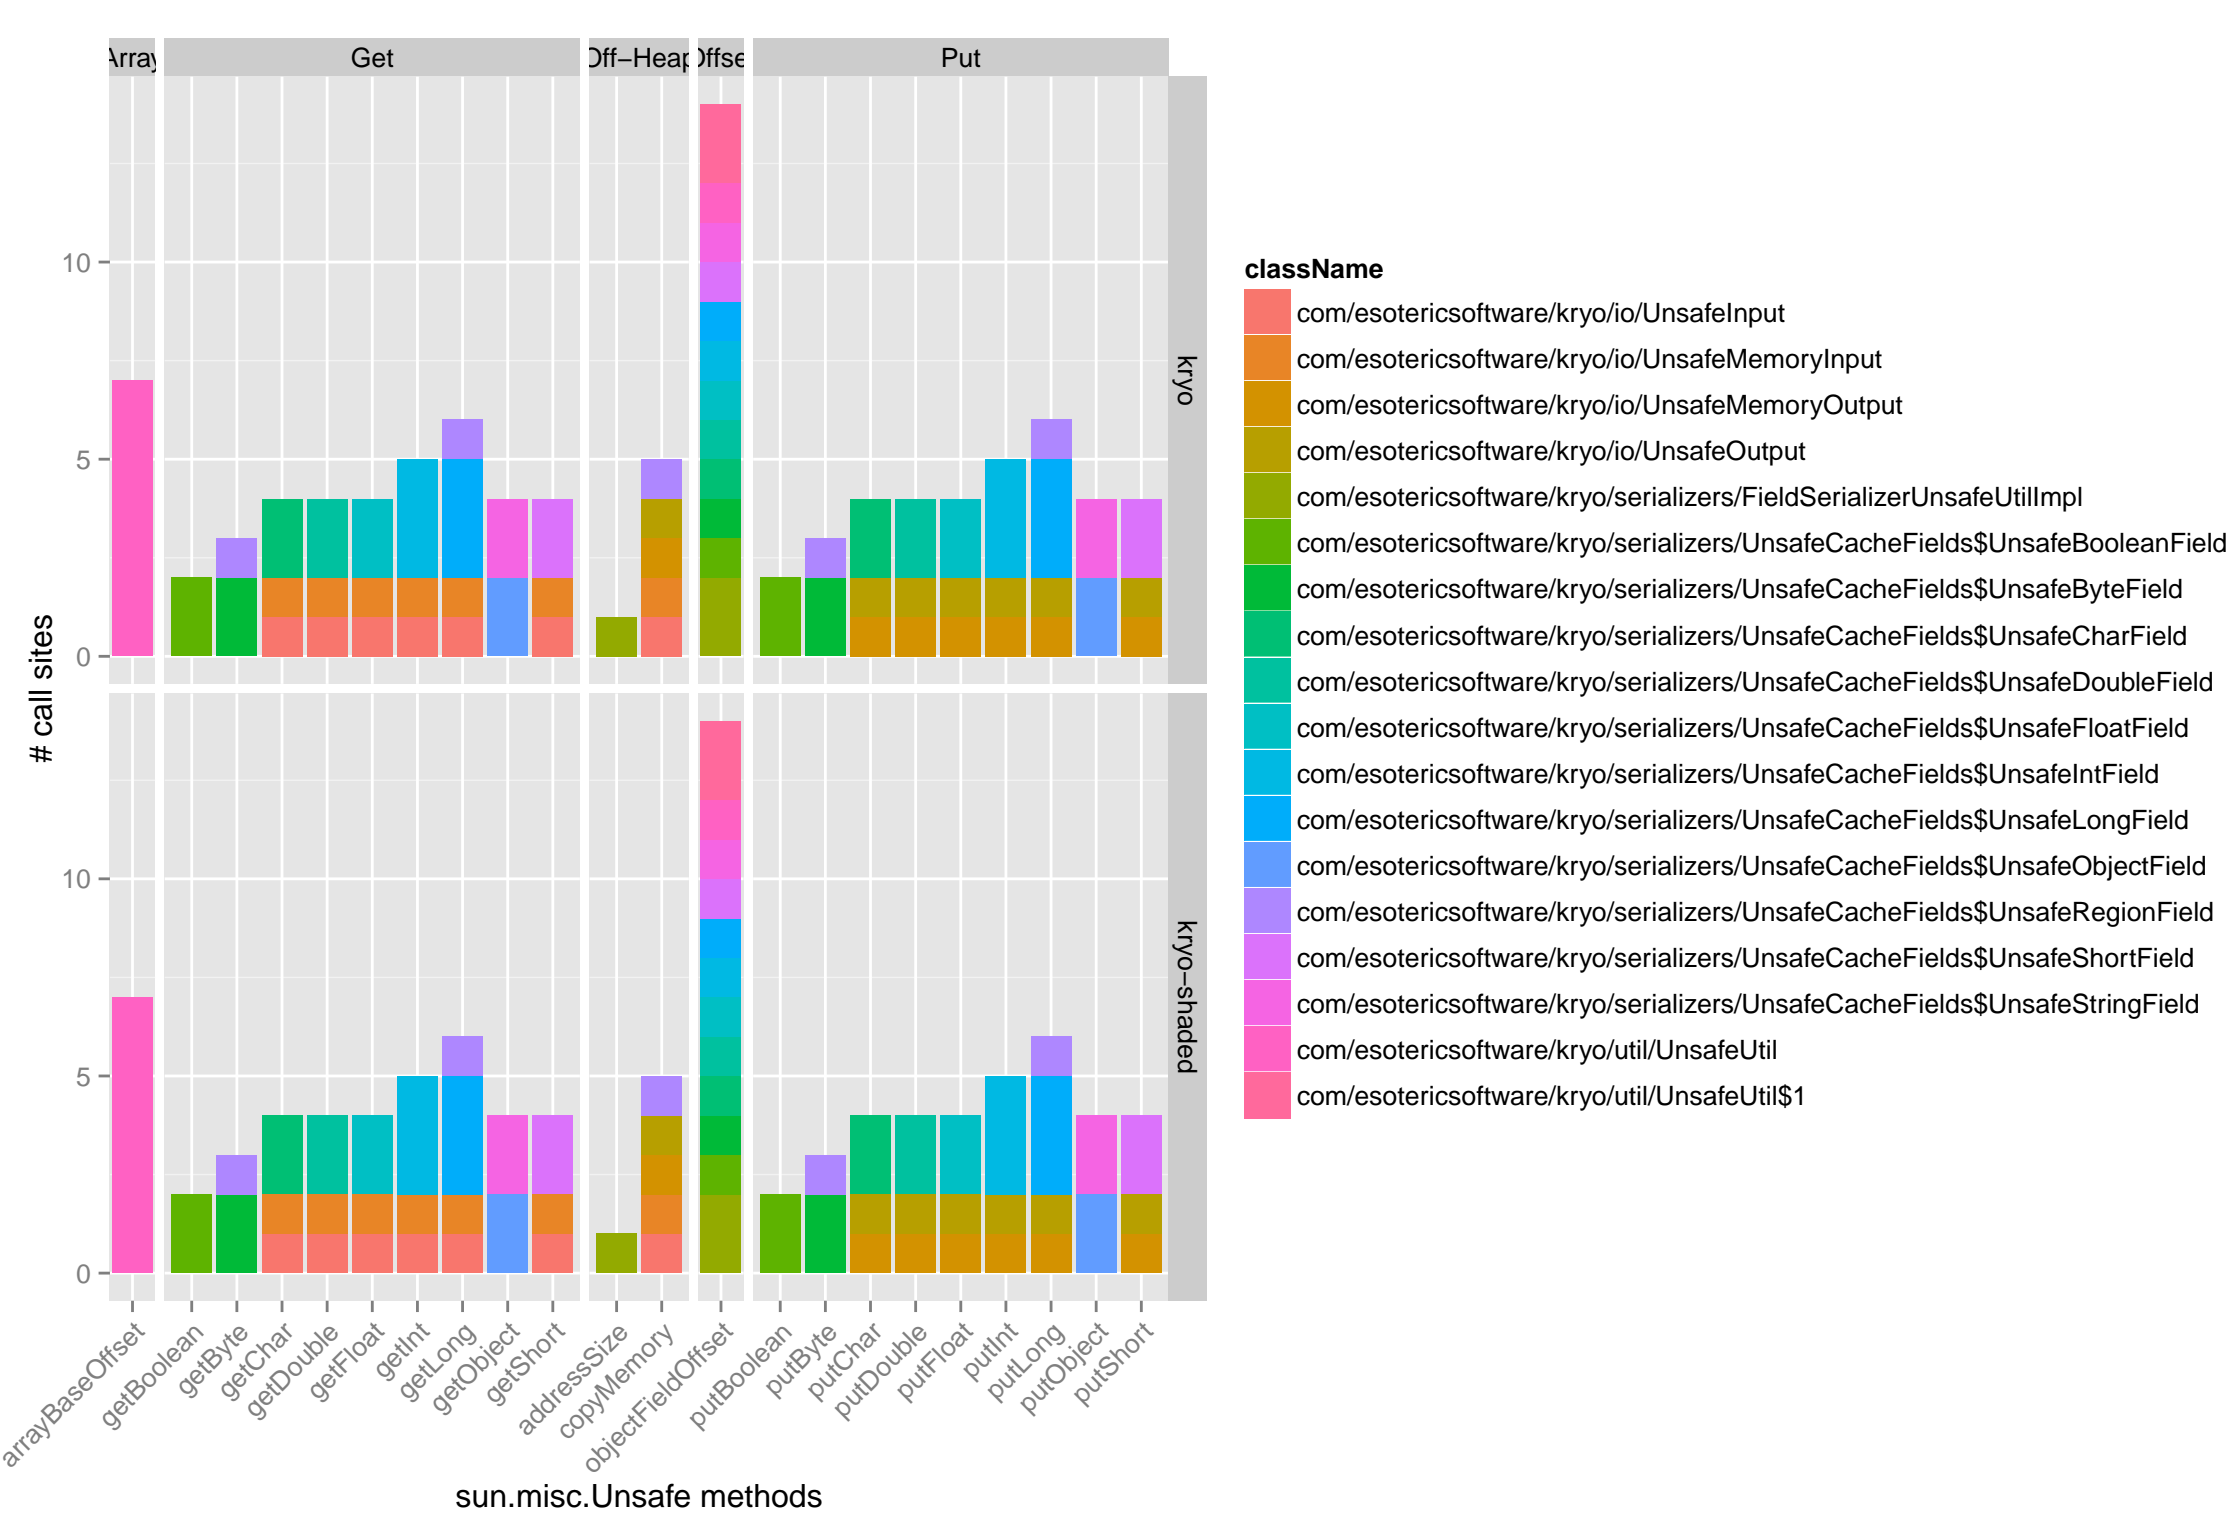 Array
Get
Off−Heap
Offse
Put
kryo
kryo−shaded
# call sites
10
5
0
10
5
0
arrayBaseOffset
getBoolean
getByte
getChar
getDouble
getFloat
getInt
getLong
getObject
getShort
addressSize
copyMemory
objectFieldOffset
putBoolean
putByte
putChar
putDouble
putFloat
putInt
putLong
putObject
putShort
sun.misc.Unsafe methods
className
com/esotericsoftware/kryo/io/UnsafeInput
com/esotericsoftware/kryo/io/UnsafeMemoryInput
com/esotericsoftware/kryo/io/UnsafeMemoryOutput
com/esotericsoftware/kryo/io/UnsafeOutput
com/esotericsoftware/kryo/serializers/FieldSerializerUnsafeUtilImpl
com/esotericsoftware/kryo/serializers/UnsafeCacheFields$UnsafeBooleanField
com/esotericsoftware/kryo/serializers/UnsafeCacheFields$UnsafeByteField
com/esotericsoftware/kryo/serializers/UnsafeCacheFields$UnsafeCharField
com/esotericsoftware/kryo/serializers/UnsafeCacheFields$UnsafeDoubleField
com/esotericsoftware/kryo/serializers/UnsafeCacheFields$UnsafeFloatField
com/esotericsoftware/kryo/serializers/UnsafeCacheFields$UnsafeIntField
com/esotericsoftware/kryo/serializers/UnsafeCacheFields$UnsafeLongField
com/esotericsoftware/kryo/serializers/UnsafeCacheFields$UnsafeObjectField
com/esotericsoftware/kryo/serializers/UnsafeCacheFields$UnsafeRegionField
com/esotericsoftware/kryo/serializers/UnsafeCacheFields$UnsafeShortField
com/esotericsoftware/kryo/serializers/UnsafeCacheFields$UnsafeStringField
com/esotericsoftware/kryo/util/UnsafeUtil
com/esotericsoftware/kryo/util/UnsafeUtil$1